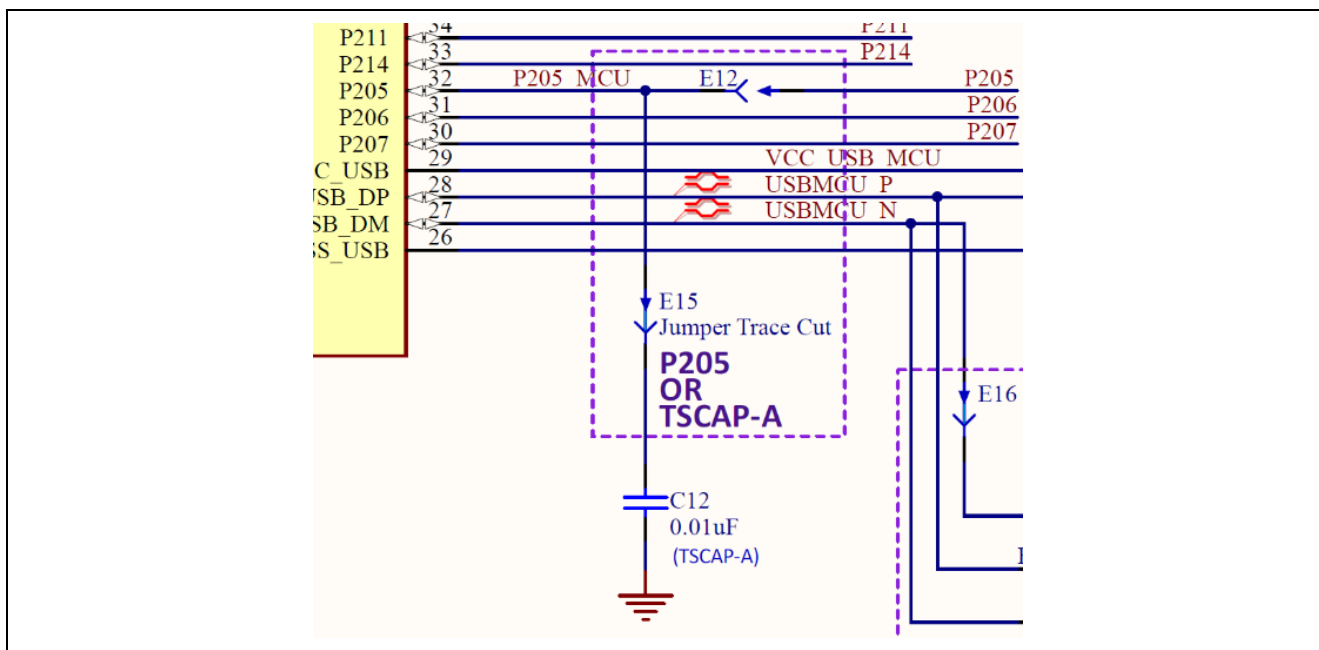 34
P211
P211
33
P214
P214
32
P205
P205_MCU
E12
P205
31
P206
P206
30
P207
P207
29
C_USB
VCC_USB_MCU
28
USB_DP
USBMCU_P
27
SB_DM
USBMCU_N
26
SS_USB
E15
Jumper Trace Cut
P205
OR
TSCAP-A
E16
C12
0.01uF
(TSCAP-A)